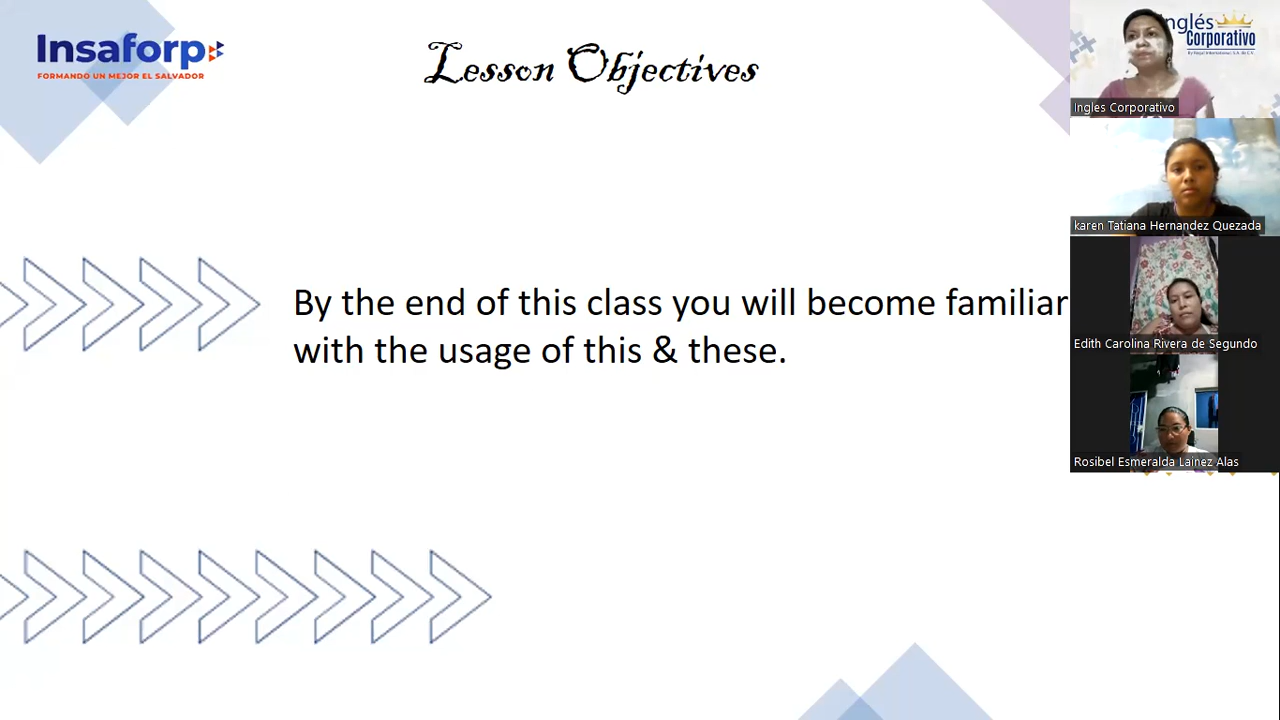 Insaforp
FORMANDO UN MEJOR EL SALVADOR
Lesson Objectives
By the end of this class you will become familiar
with the usage of this & these.
Inglés
Corporativo
Ingles Corporativo
karen Tatiana Hernandez Quezada
Edith Carolina Rivera de Segundo
Rosibel Esmeralda Lainez Alas